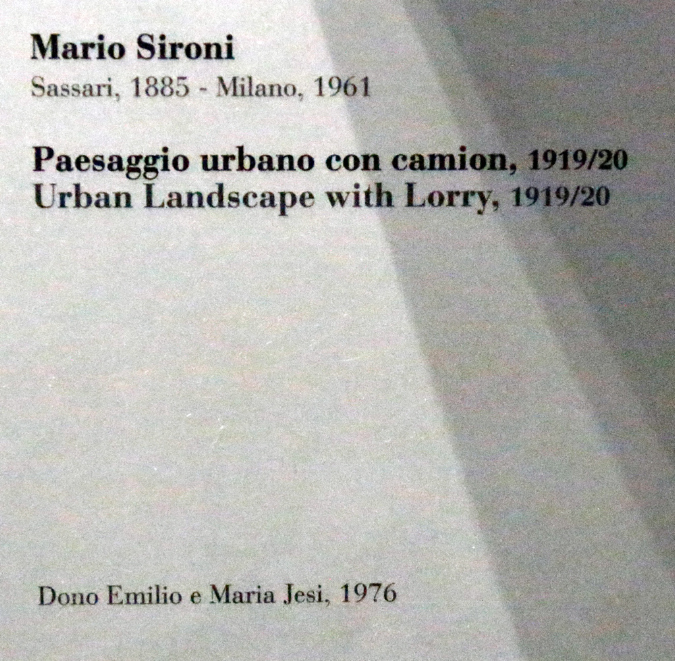 Mario Sironi
Sassari, 1885 - Milano, 1961
Paesaggio urbano con camion, 1919/20
Urban Landscape with Lorry, 1919/20
Dono Emilio e Maria Jesi, 1976